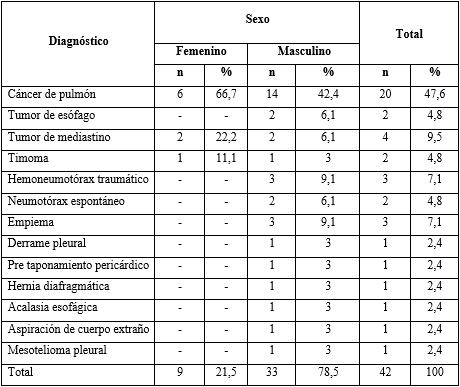 Diagnóstico Sexo Total
Femenino Masculino
n % n % n %
Cáncer de pulmón 6 66,7 14 42,4 20 47,6
Tumor de esófago - - 2 6,1 2 4,8
Tumor de mediastino 2 22,2 2 6,1 4 9,5
Timoma 1 11,1 1 3 2 4,8
Hemoneumotórax traumático - - 3 9,1 3 7,1
Neumotórax espontáneo - - 2 6,1 2 4,8
Empiema - - 3 9,1 3 7,1
Derrame pleural - - 1 3 1 2,4
Pre taponamiento pericárdico - - 1 3 1 2,4
Hernia diafragmática - - 1 3 1 2,4
Acalasia esofágica - - 1 3 1 2,4
Aspiración de cuerpo extraño - - 1 3 1 2,4
Mesotelioma pleural - - 1 3 1 2,4
Total 9 21,5 33 78,5 42 100